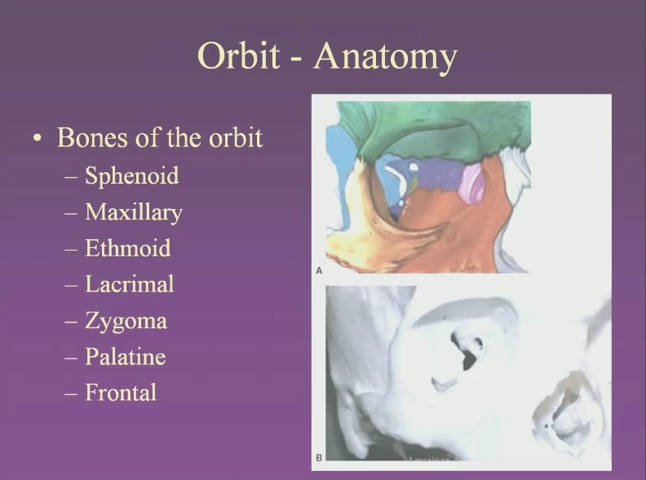 Orbit - Anatomy
• Bones of the orbit
– Sphenoid
– Maxillary
– Ethmoid
– Lacrimal
– Zygoma
– Palatine
– Frontal
A
B